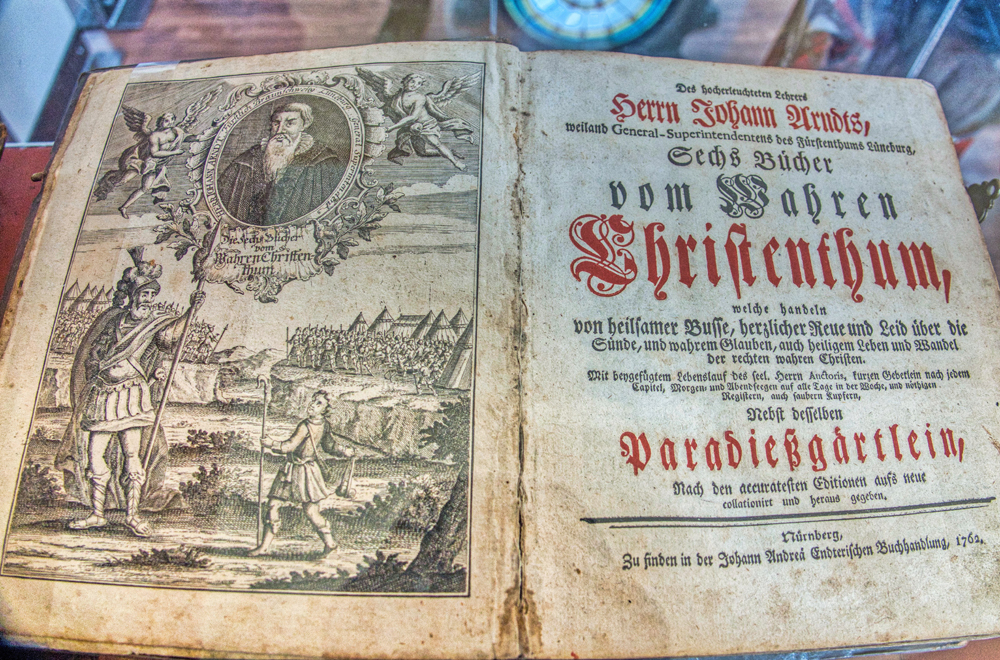 Die Sechs Bücher
vom
Wahren Christen-
thum
Des hocherleuchteten Lehrers
Herrn Johann Arndts,
weiland General-Superintendentens des Fürstenthums Lüneburg,
Sechs Bücher
vom Wahren
Christenthum,
welche handeln
von heilsamer Busse, herzlicher Reue und Leid über die
Sünde, und wahrem Glauben, auch heiligem Leben und Wandel
der rechten wahren Christen.
Mit beygefügtem Lebenslauf des seel. Herrn Auctoris, kurzen Gebetlein nach jedem
Capitel, Morgen- und Abendseegen auf alle Tage in der Woche, und nöthigen
Registern, auch saubern Kupfern,
Nebst desselben
Paradießgärtlein,
Nach den accuratesten Editionen aufs neue
collationirt und heraus gegeben.
Nürnberg,
Zu finden in der Johann Andreä Endterischen Buchhandlung, 1762.